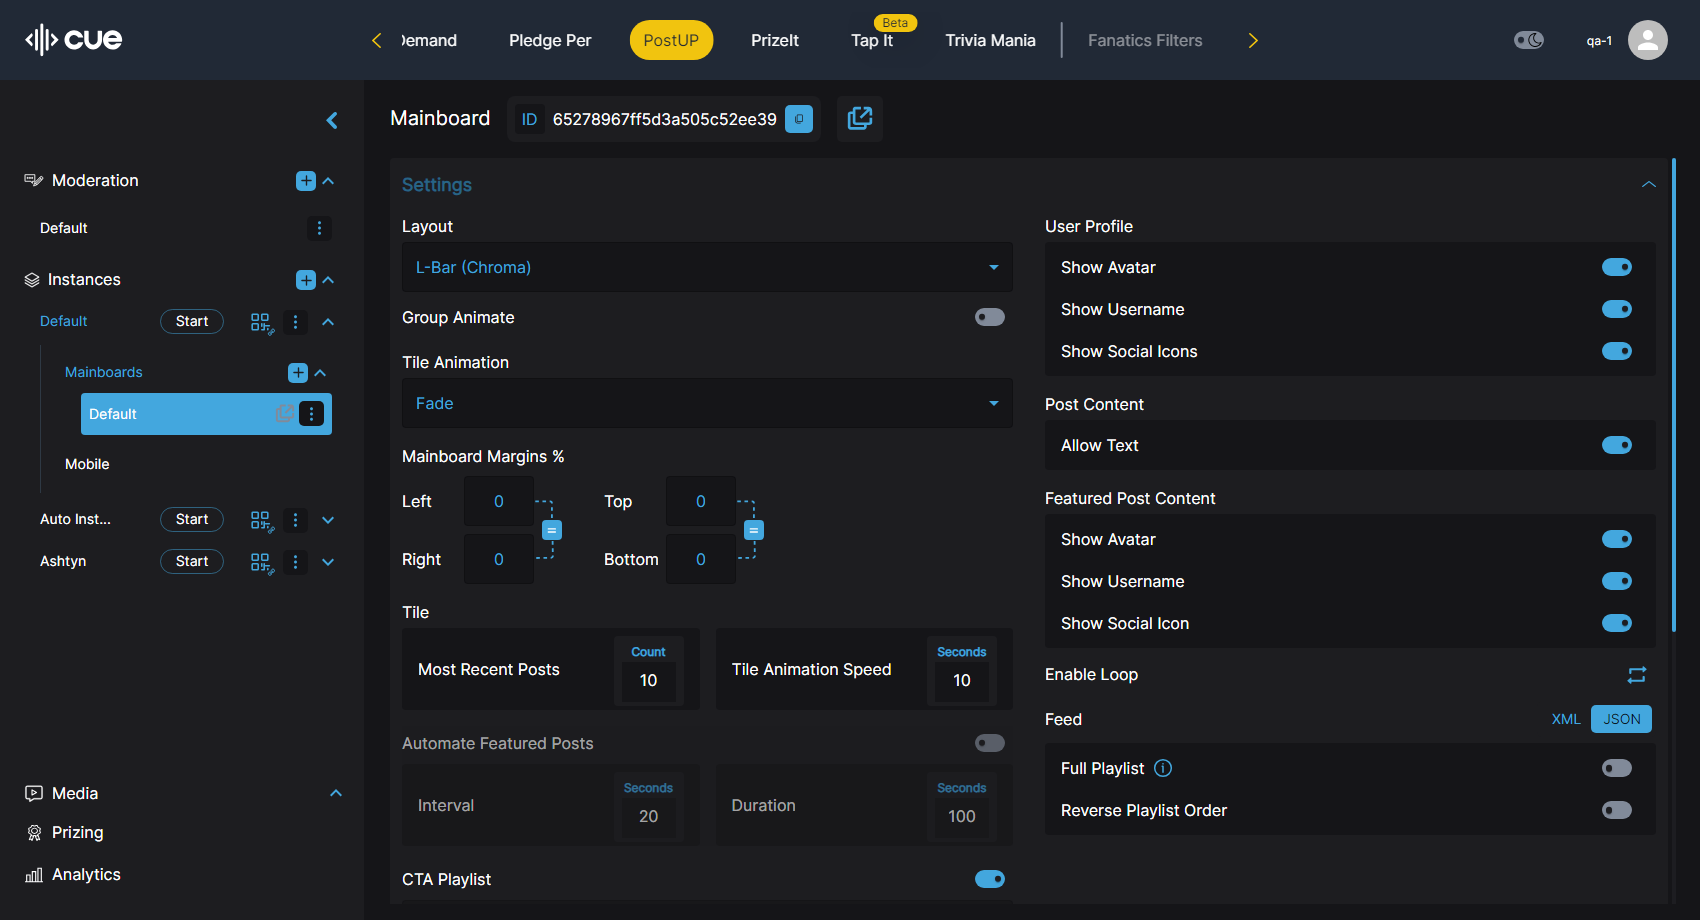 cue
Demand
Pledge Per
PostUP
PrizeIt
Tap It
Beta
Trivia Mania
Fanatics Filters
qa-1
Mainboard
ID
65278967ff5d3a505c52ee39
Moderation
Default
Instances
Default
Start
Mainboards
Default
Mobile
Auto Inst...
Start
Ashtyn
Start
Media
Prizing
Analytics
Settings
Layout
L-Bar (Chroma)
Group Animate
Tile Animation
Fade
Mainboard Margins %
Left
0
Top
0
=
=
Right
0
Bottom
0
Tile
Most Recent Posts
Count
10
Tile Animation Speed
Seconds
10
Automate Featured Posts
Interval
Seconds
20
Duration
Seconds
100
CTA Playlist
User Profile
Show Avatar
Show Username
Show Social Icons
Post Content
Allow Text
Featured Post Content
Show Avatar
Show Username
Show Social Icon
Enable Loop
Feed
XML
JSON
Full Playlist
Reverse Playlist Order